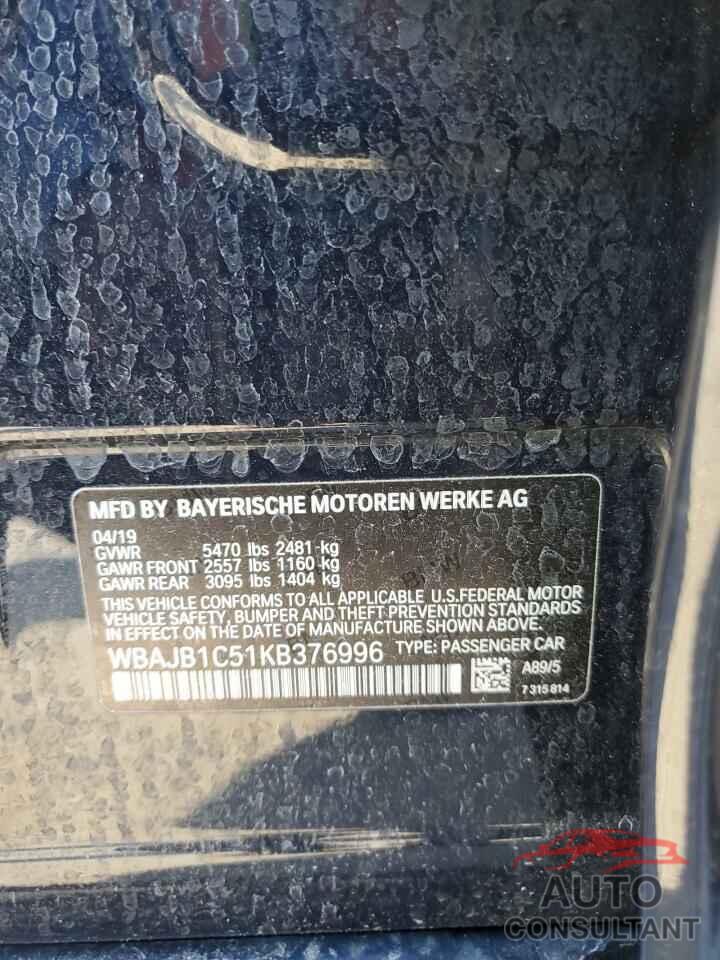 MFD BY BAYERISCHE MOTOREN WERKE AG
04/19
GVWR 5470 lbs 2481 kg
GAWR FRONT 2557 lbs 1160 kg
GAWR REAR 3095 lbs 1404 kg
THIS VEHICLE CONFORMS TO ALL APPLICABLE U.S.FEDERAL MOTOR
VEHICLE SAFETY, BUMPER AND THEFT PREVENTION STANDARDS
IN EFFECT ON THE DATE OF MANUFACTURE SHOWN ABOVE.
WBAJB1C51KB376996 TYPE: PASSENGER CAR
A89/5
7 315 814
AUTO
CONSULTANT